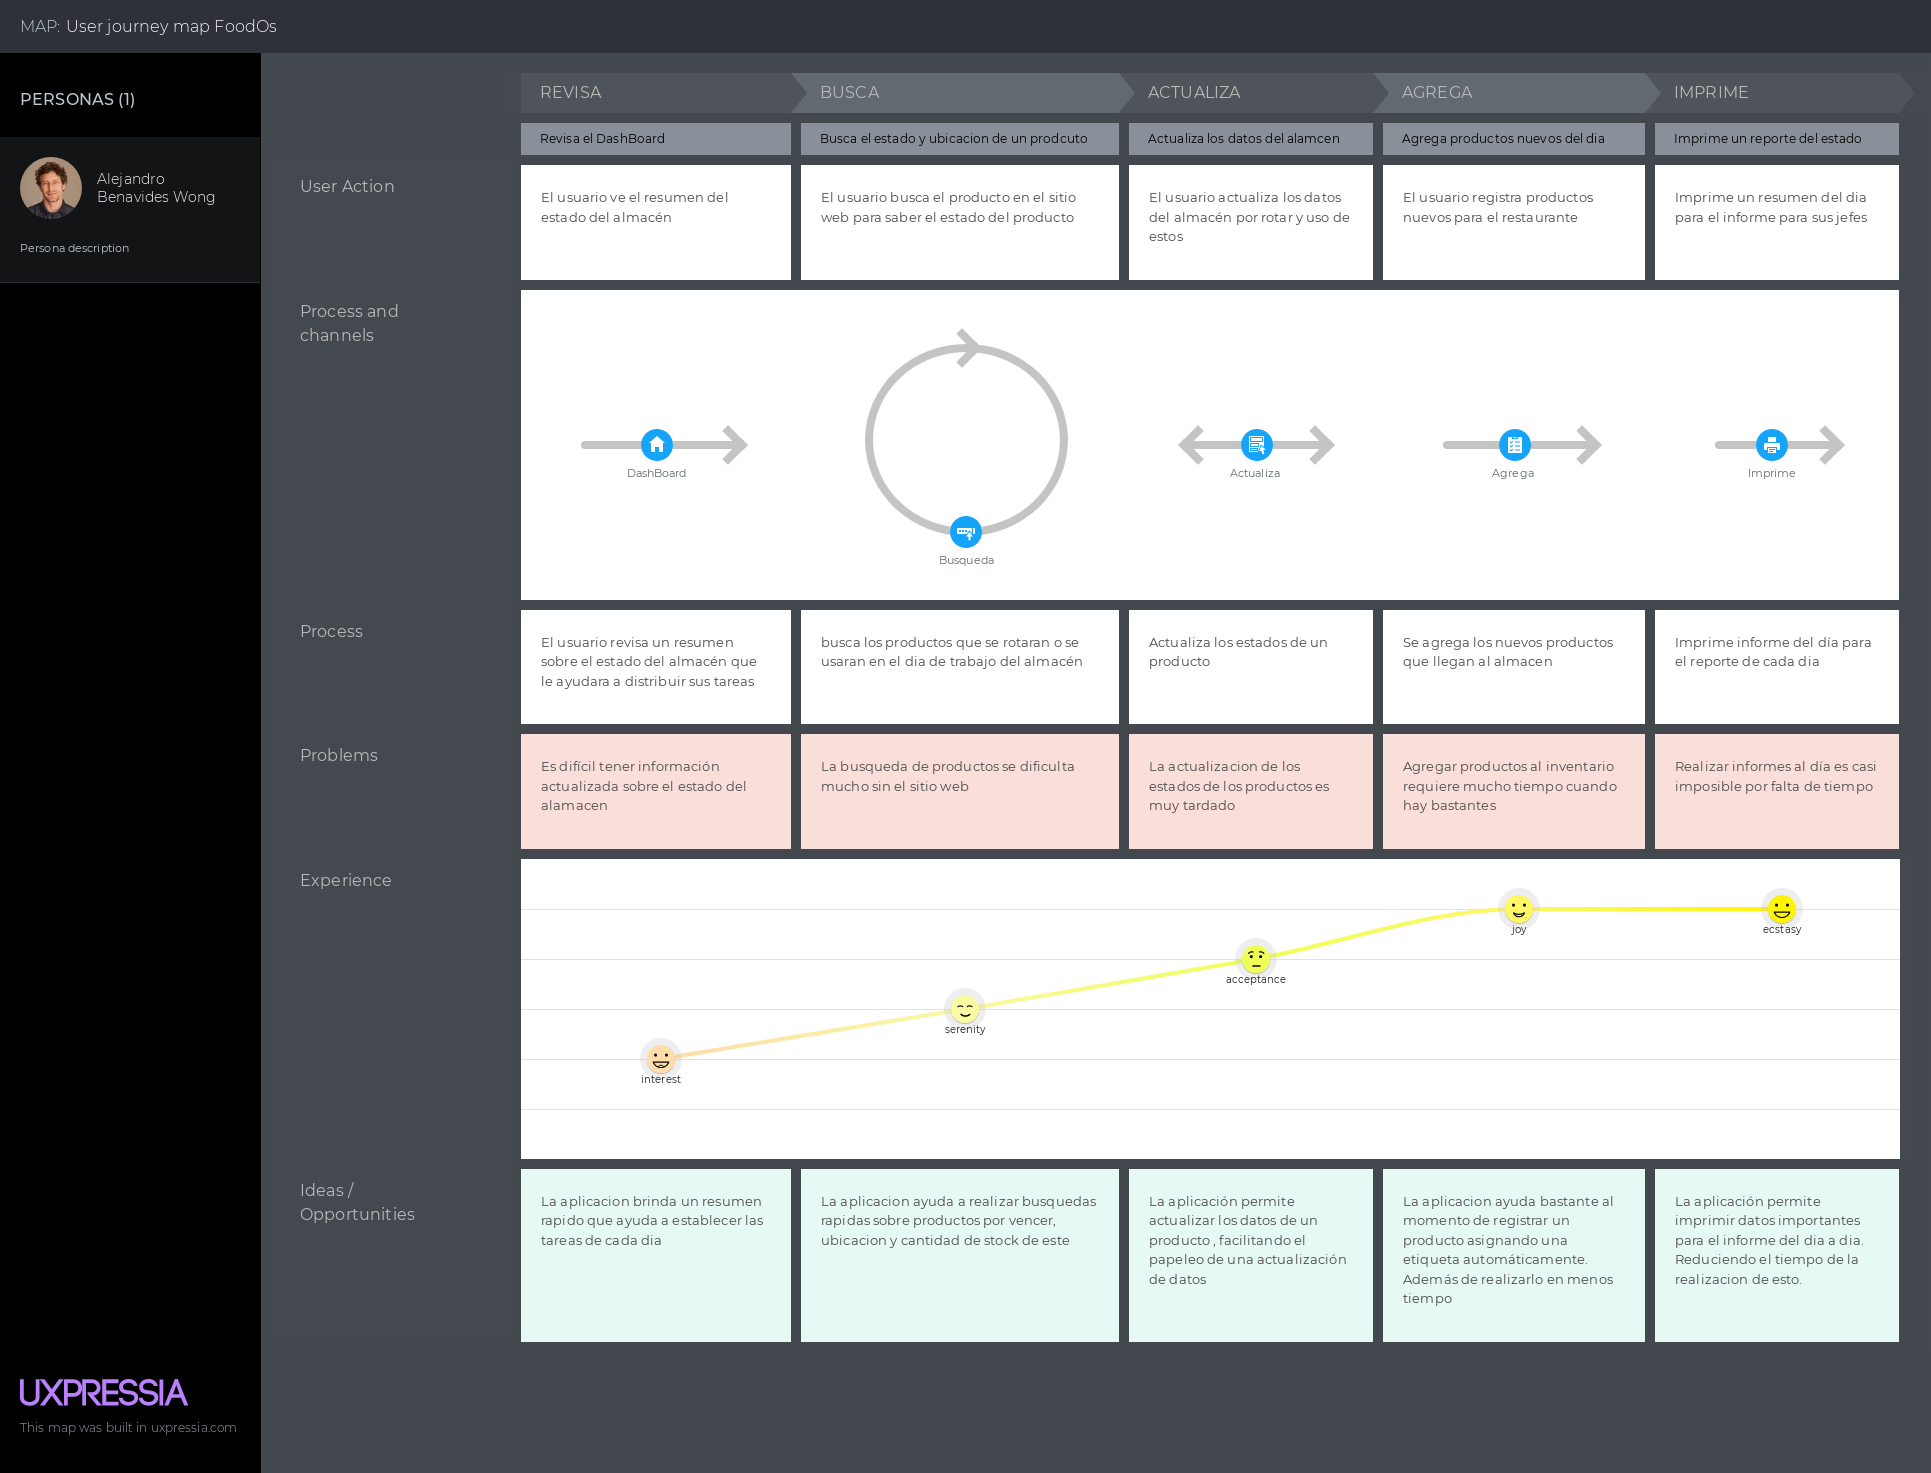 MAP: User journey map FoodOs
PERSONAS (1)
Alejandro
Benavides Wong
Persona description
REVISA
BUSCA
ACTUALIZA
AGREGA
IMPRIME
Revisa el DashBoard
Busca el estado y ubicacion de un prodcuto
Actualiza los datos del alamcen
Agrega productos nuevos del dia
Imprime un reporte del estado
User Action
El usuario ve el resumen del
estado del almacén
El usuario busca el producto en el sitio
web para saber el estado del producto
El usuario actualiza los datos
del almacén por rotar y uso de
estos
El usuario registra productos
nuevos para el restaurante
Imprime un resumen del dia
para el informe para sus jefes
Process and
channels
DashBoard
Busqueda
Actualiza
Agrega
Imprime
Process
El usuario revisa un resumen
sobre el estado del almacén que
le ayudara a distribuir sus tareas
busca los productos que se rotaran o se
usaran en el dia de trabajo del almacén
Actualiza los estados de un
producto
Se agrega los nuevos productos
que llegan al almacen
Imprime informe del día para
el reporte de cada dia
Problems
Es difícil tener información
actualizada sobre el estado del
alamacen
La busqueda de productos se dificulta
mucho sin el sitio web
La actualizacion de los
estados de los productos es
muy tardado
Agregar productos al inventario
requiere mucho tiempo cuando
hay bastantes
Realizar informes al día es casi
imposible por falta de tiempo
Experience
interest
serenity
acceptance
joy
ecstasy
Ideas /
Opportunities
La aplicacion brinda un resumen
rapido que ayuda a establecer las
tareas de cada dia
La aplicacion ayuda a realizar busquedas
rapidas sobre productos por vencer,
ubicacion y cantidad de stock de este
La aplicación permite
actualizar los datos de un
producto , facilitando el
papeleo de una actualización
de datos
La aplicacion ayuda bastante al
momento de registrar un
producto asignando una
etiqueta automáticamente.
Además de realizarlo en menos
tiempo
La aplicación permite
imprimir datos importantes
para el informe del dia a dia.
Reduciendo el tiempo de la
realizacion de esto.
UXPRESSIA
This map was built in uxpressia.com